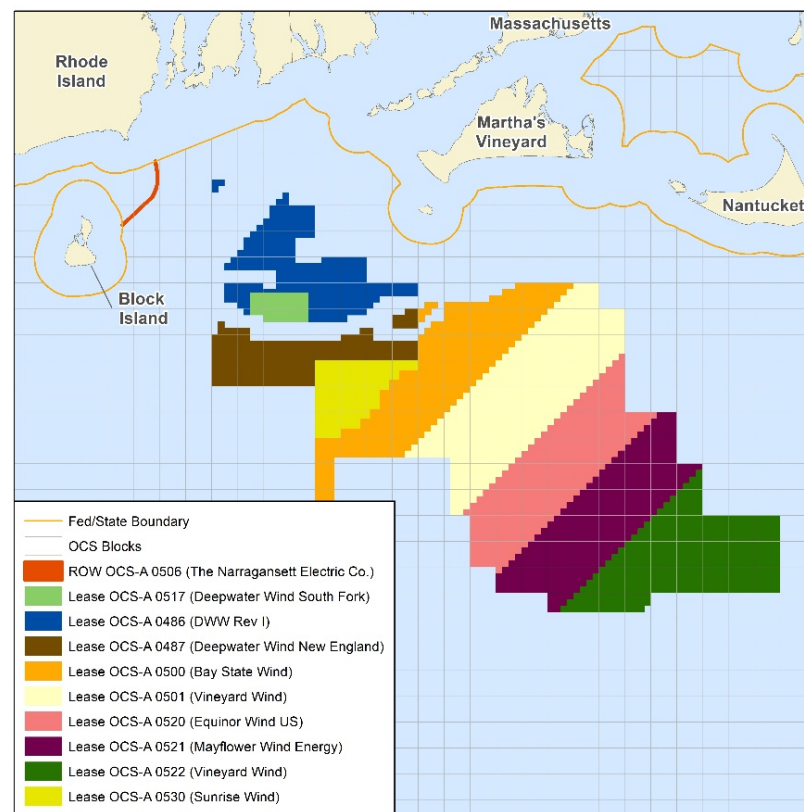 Massachusetts
Rhode
Island
Martha's
Vineyard
Nantucket
Block
Island
Fed/State Boundary
OCS Blocks
ROW OCS-A 0506 (The Narragansett Electric Co.)
Lease OCS-A 0517 (Deepwater Wind South Fork)
Lease OCS-A 0486 (DWW Rev I)
Lease OCS-A 0487 (Deepwater Wind New England)
Lease OCS-A 0500 (Bay State Wind)
Lease OCS-A 0501 (Vineyard Wind)
Lease OCS-A 0520 (Equinor Wind US)
Lease OCS-A 0521 (Mayflower Wind Energy)
Lease OCS-A 0522 (Vineyard Wind)
Lease OCS-A 0530 (Sunrise Wind)